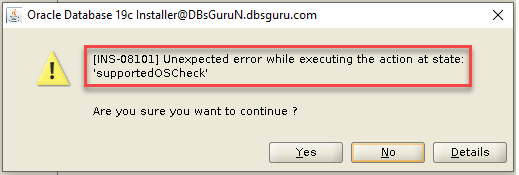 Oracle Database 19c Installer@DBsGuruN.dbsguru.com
[INS-08101] Unexpected error while executing the action at state:
'supportedOSCheck'
Are you sure you want to continue ?
Yes
No
Details